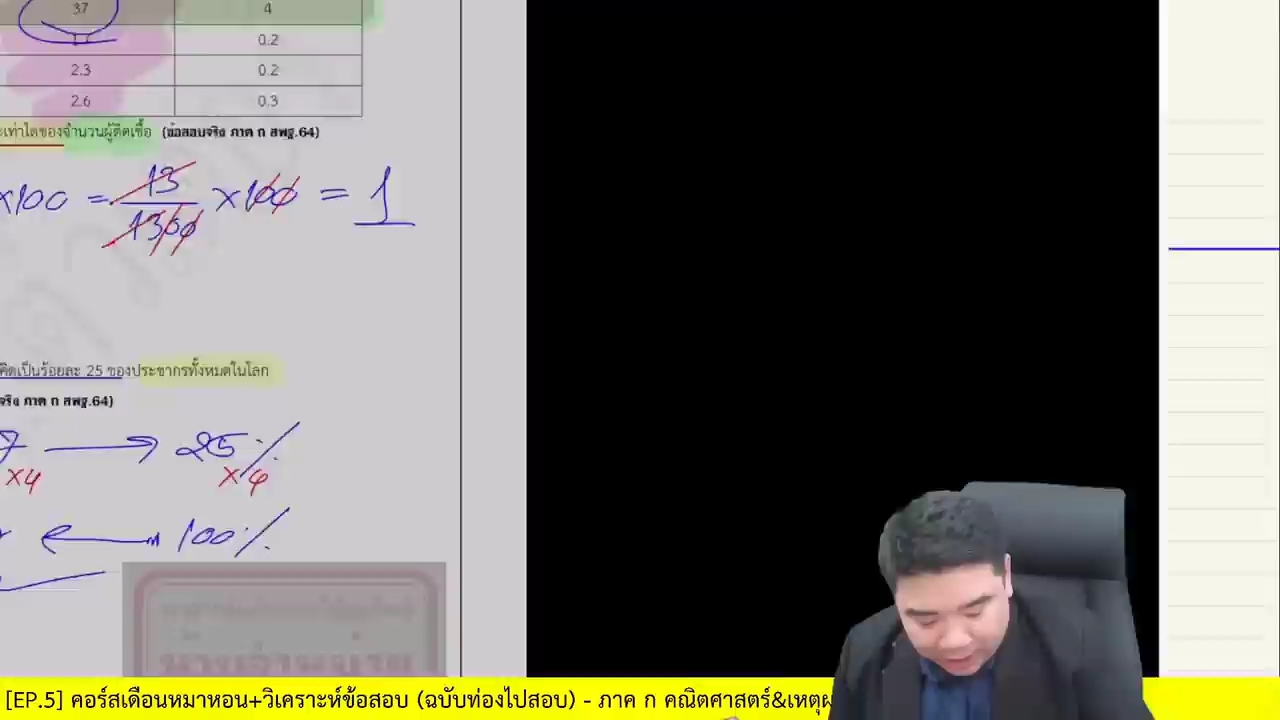 37 4
0.2
2.3 0.2
2.6 0.3
เท่าใดของจำนวนผู้ติดเชื้อ (ข้อสอบจริง ภาค ก สพฐ.64)
×100 = 13/1300 ×100 = 1
คิดเป็นร้อยละ 25 ของประชากรทั้งหมดในโลก
จริง ภาค ก สพฐ.64)
7 → 25%
×4 ×4
← 100%
[EP.5] คอร์สเดือนหมาหอน+วิเคราะห์ข้อสอบ (ฉบับท่องไปสอบ) - ภาค ก คณิตศาสตร์&เหตุผ